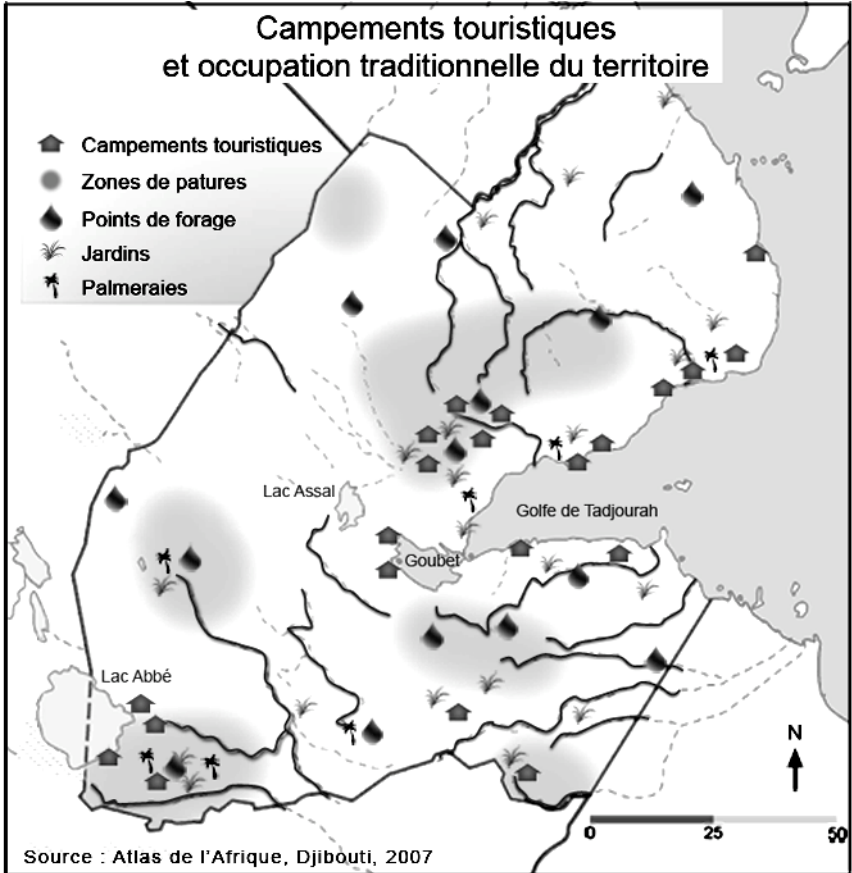 Campements touristiques
et occupation traditionnelle du territoire
Campements touristiques
Zones de patures
Points de forage
Jardins
Palmeraies
Lac Assal
Golfe de Tadjourah
Goubet
Lac Abbé
N
0 25 50
Source : Atlas de l'Afrique, Djibouti, 2007